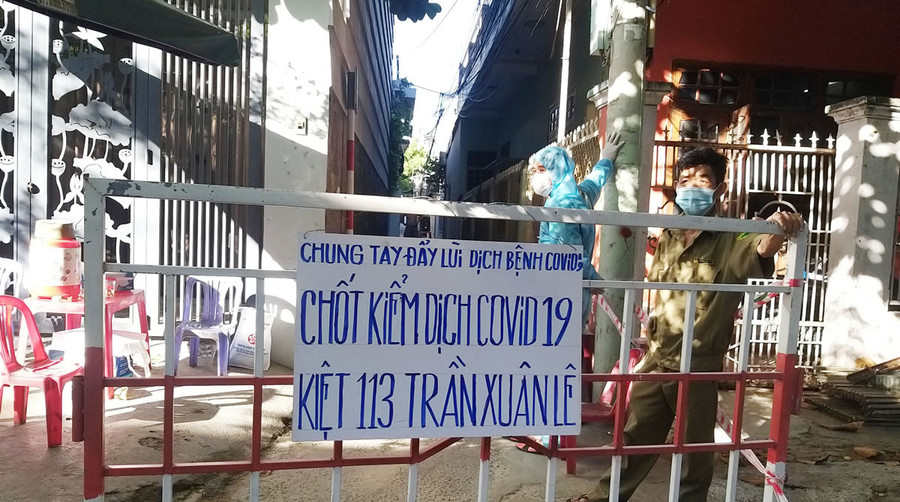 CHUNG TAY ĐẨY LÙI DỊCH BỆNH COVID:
CHỐT KIỂM DỊCH COVID 19
KIỆT 113 TRẦN XUÂN LÊ